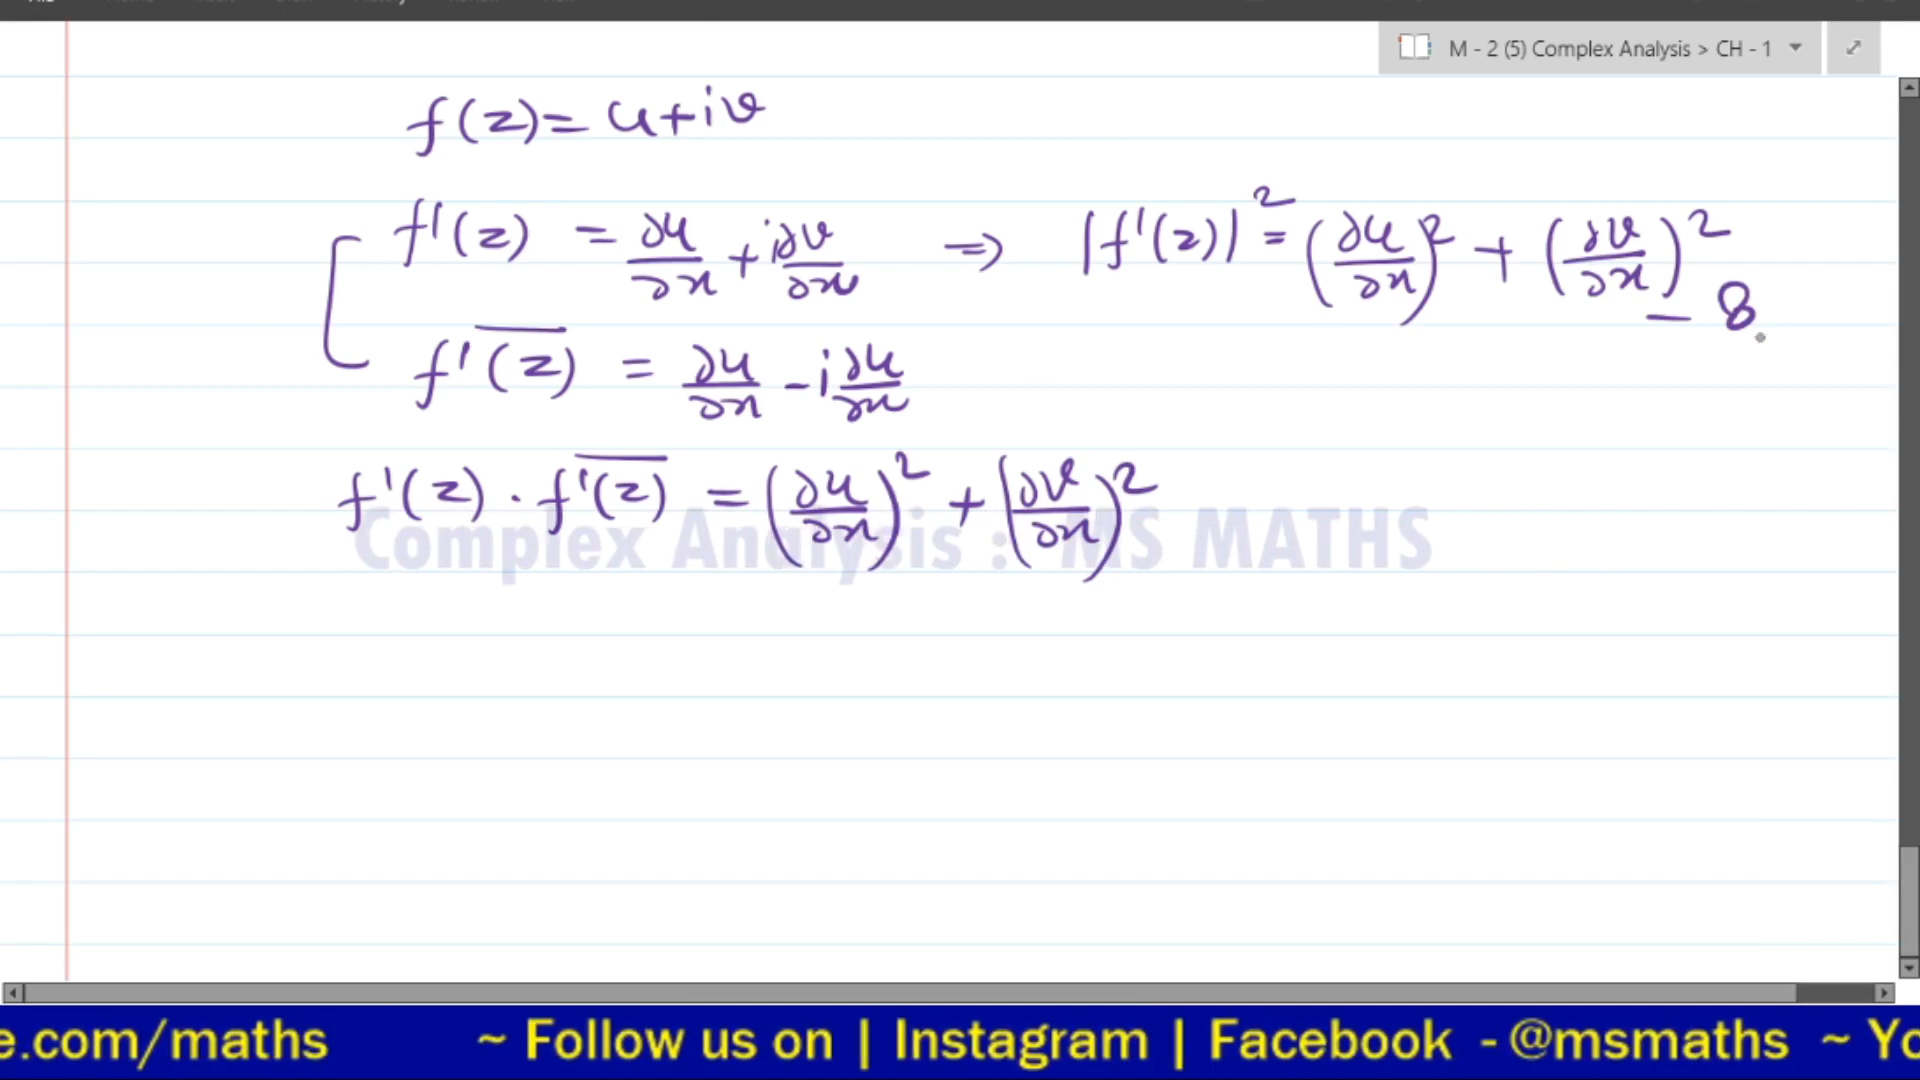 M - 2 (5) Complex Analysis > CH - 1
f(z) = u+iv
f'(z) = ∂u/∂x + i∂v/∂x ⇒ |f'(z)|² = (∂u/∂x)² + (∂v/∂x)² — 8
f'(z)‾ = ∂u/∂x - i∂u/∂x
f'(z) · f'(z)‾ = (∂u/∂x)² + (∂v/∂x)²
Complex Analysis : MS MATHS
e.com/maths ~ Follow us on | Instagram | Facebook - @msmaths ~ Yo